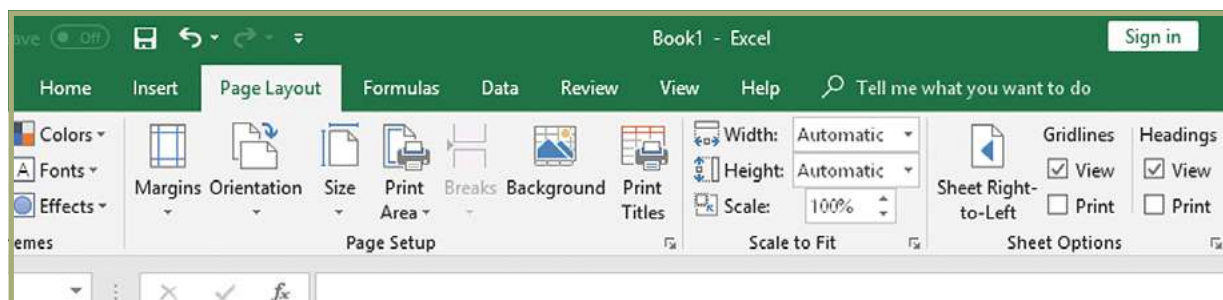 ave Off Book1 - Excel Sign in
Home Insert Page Layout Formulas Data Review View Help Tell me what you want to do
Colors
Fonts
Effects
emes
Margins Orientation Size Print Area Breaks Background Print Titles
Page Setup
Width: Automatic
Height: Automatic
Scale: 100%
Scale to Fit
Sheet Right-to-Left
Gridlines
View
Print
Headings
View
Print
Sheet Options
fx